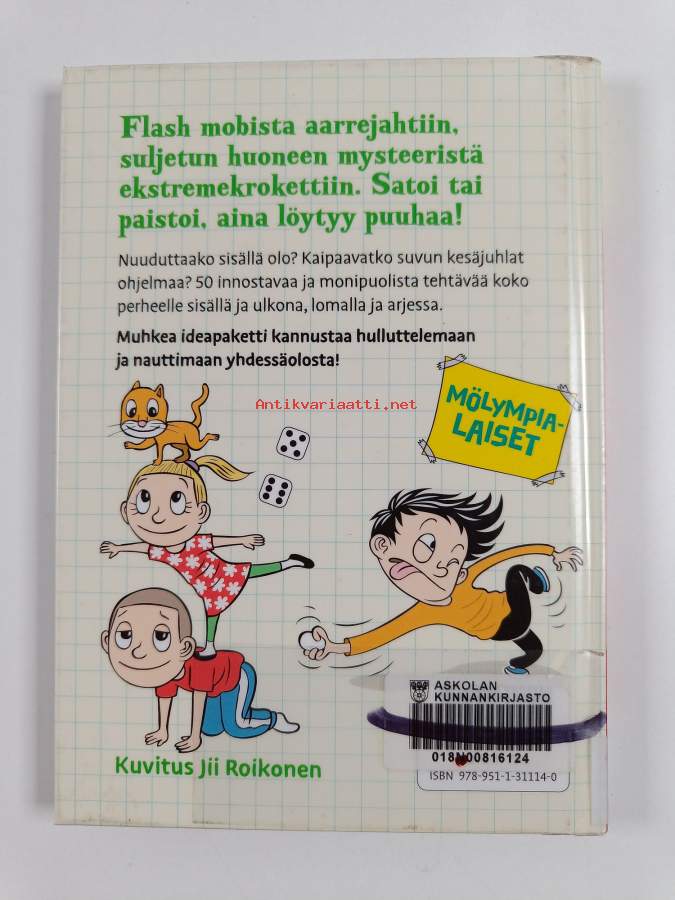 Flash mobista aarrejahtiin,
suljetun huoneen mysteeristä
ekstremekrokettiin. Satoi tai
paistoi, aina löytyy puuhaa!
Nuuduttaako sisällä olo? Kaipaavatko suvun kesäjuhlat
ohjelmaa? 50 innostavaa ja monipuolista tehtävää koko
perheelle sisällä ja ulkona, lomalla ja arjessa.
Muhkea ideapaketti kannustaa hulluttelemaan
ja nauttimaan yhdessäolosta!
Antikvariaatti.net
MÖLYMPIA-
LAISET
ASKOLAN
KUNNANKIRJASTO
018N00816124
ISBN 978-951-1-31114-0
Kuvitus Jii Roikonen